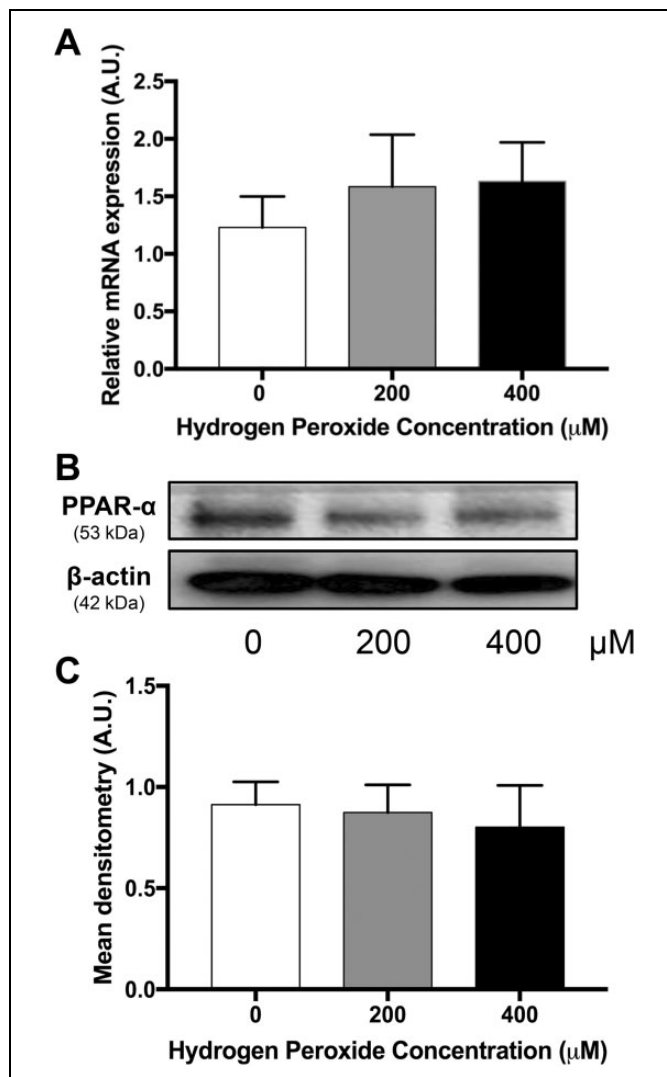 A
Relative mRNA expression (A.U.)
2.5
2.0
1.5
1.0
0.5
0.0
0 200 400
Hydrogen Peroxide Concentration (μM)
B
PPAR-α
(53 kDa)
β-actin
(42 kDa)
0 200 400 μM
C
Mean densitometry (A.U.)
1.5
1.0
0.5
0.0
0 200 400
Hydrogen Peroxide Concentration (μM)